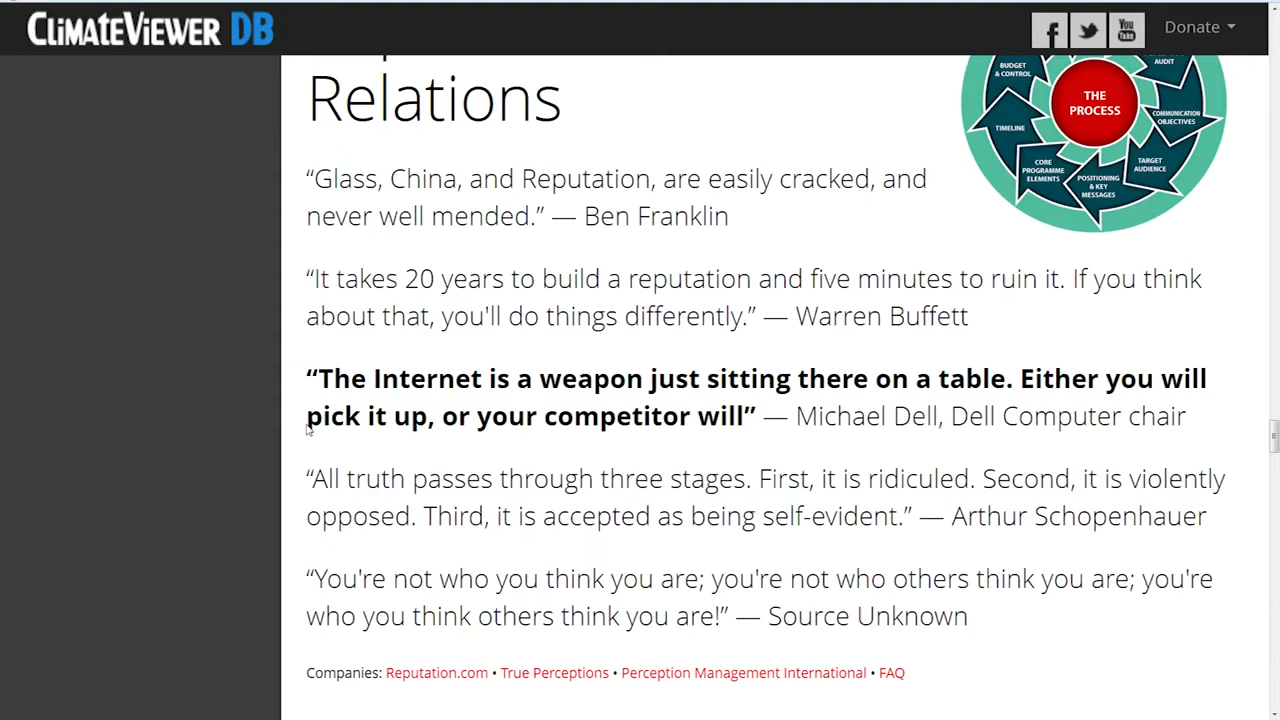 CLIMATEVIEWER DB
You Tube
Donate
Relations
BUDGET & CONTROL
AUDIT
THE PROCESS
COMMUNICATION OBJECTIVES
TIMELINE
CORE PROGRAMME ELEMENTS
TARGET AUDIENCE
POSITIONING & KEY MESSAGES
“Glass, China, and Reputation, are easily cracked, and
never well mended.” — Ben Franklin
“It takes 20 years to build a reputation and five minutes to ruin it. If you think
about that, you'll do things differently.” — Warren Buffett
“The Internet is a weapon just sitting there on a table. Either you will
pick it up, or your competitor will” — Michael Dell, Dell Computer chair
“All truth passes through three stages. First, it is ridiculed. Second, it is violently
opposed. Third, it is accepted as being self-evident.” — Arthur Schopenhauer
“You're not who you think you are; you're not who others think you are; you're
who you think others think you are!” — Source Unknown
Companies: Reputation.com • True Perceptions • Perception Management International • FAQ